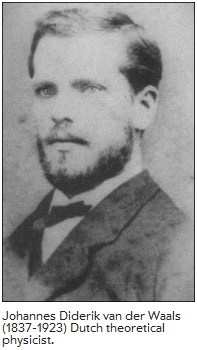 Johannes Diderik van der Waals
(1837-1923) Dutch theoretical
physicist.